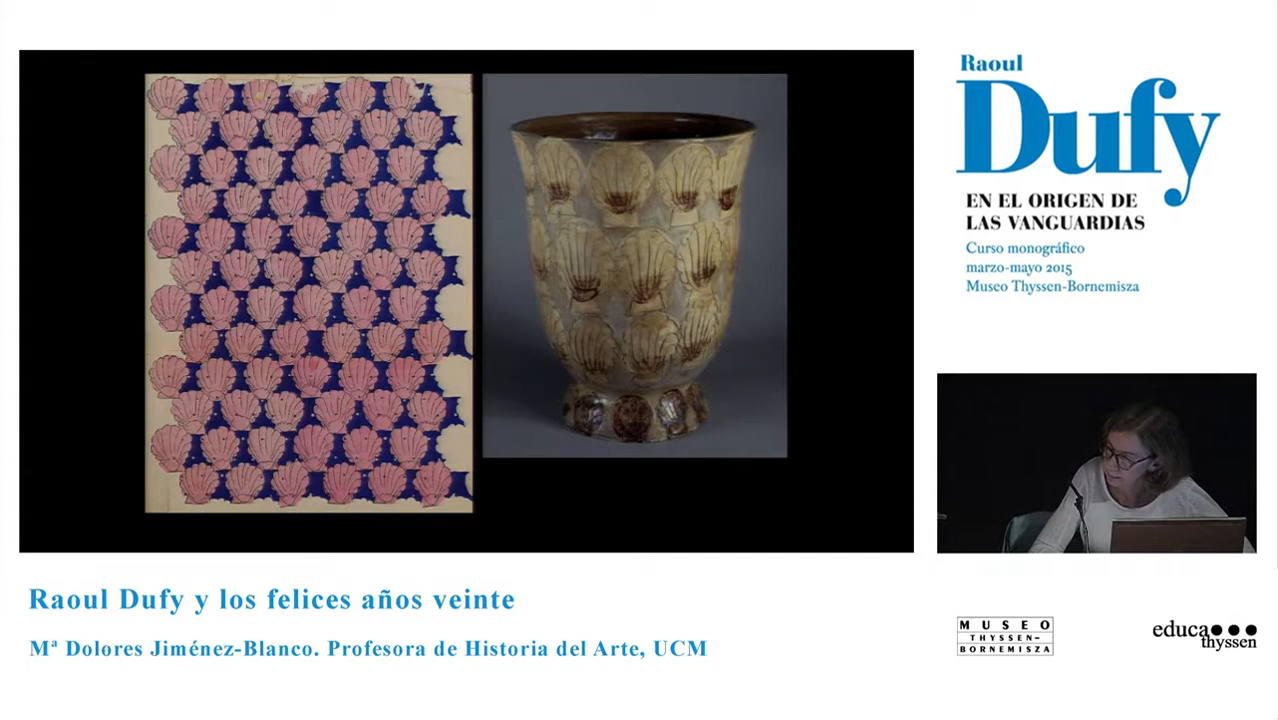 Raoul
Dufy
EN EL ORIGEN DE
LAS VANGUARDIAS
Curso monográfico
marzo-mayo 2015
Museo Thyssen-Bornemisza
Raoul Dufy y los felices años veinte
Mª Dolores Jiménez-Blanco. Profesora de Historia del Arte, UCM
MUSEO
THYSSEN-
BORNEMISZA
educa
thyssen